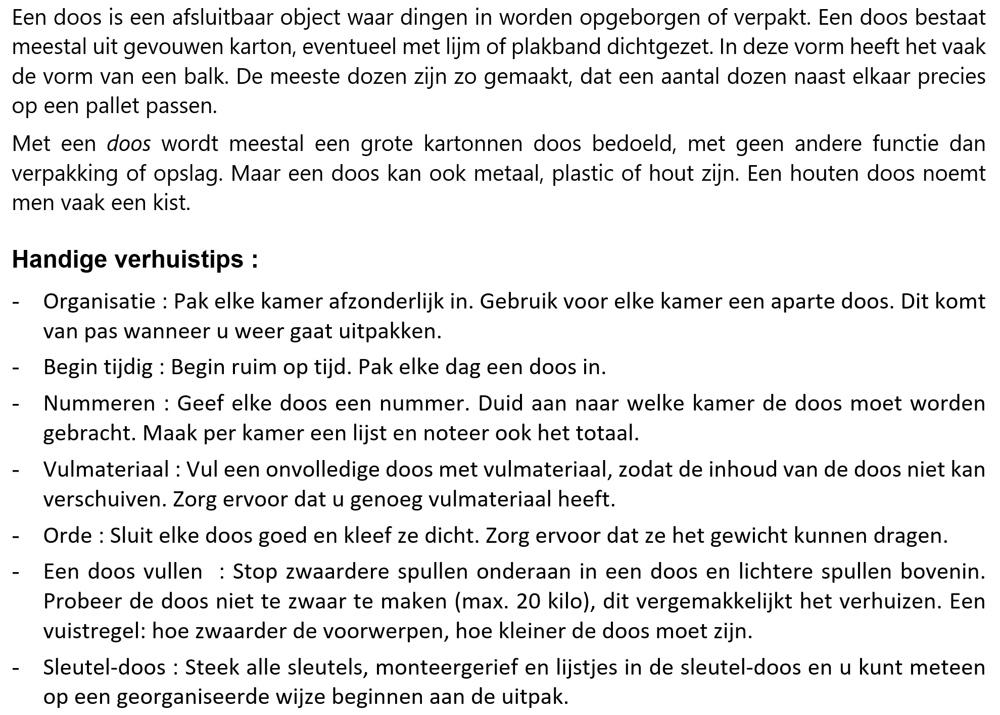 Een doos is een afsluitbaar object waar dingen in worden opgeborgen of verpakt. Een doos bestaat
meestal uit gevouwen karton, eventueel met lijm of plakband dichtgezet. In deze vorm heeft het vaak
de vorm van een balk. De meeste dozen zijn zo gemaakt, dat een aantal dozen naast elkaar precies
op een pallet passen.
Met een doos wordt meestal een grote kartonnen doos bedoeld, met geen andere functie dan
verpakking of opslag. Maar een doos kan ook metaal, plastic of hout zijn. Een houten doos noemt
men vaak een kist.
Handige verhuistips :
- Organisatie : Pak elke kamer afzonderlijk in. Gebruik voor elke kamer een aparte doos. Dit komt
van pas wanneer u weer gaat uitpakken.
- Begin tijdig : Begin ruim op tijd. Pak elke dag een doos in.
- Nummeren : Geef elke doos een nummer. Duid aan naar welke kamer de doos moet worden
gebracht. Maak per kamer een lijst en noteer ook het totaal.
- Vulmateriaal : Vul een onvolledige doos met vulmateriaal, zodat de inhoud van de doos niet kan
verschuiven. Zorg ervoor dat u genoeg vulmateriaal heeft.
- Orde : Sluit elke doos goed en kleef ze dicht. Zorg ervoor dat ze het gewicht kunnen dragen.
- Een doos vullen  : Stop zwaardere spullen onderaan in een doos en lichtere spullen bovenin.
Probeer de doos niet te zwaar te maken (max. 20 kilo), dit vergemakkelijkt het verhuizen. Een
vuistregel: hoe zwaarder de voorwerpen, hoe kleiner de doos moet zijn.
- Sleutel-doos : Steek alle sleutels, monteergerief en lijstjes in de sleutel-doos en u kunt meteen
op een georganiseerde wijze beginnen aan de uitpak.